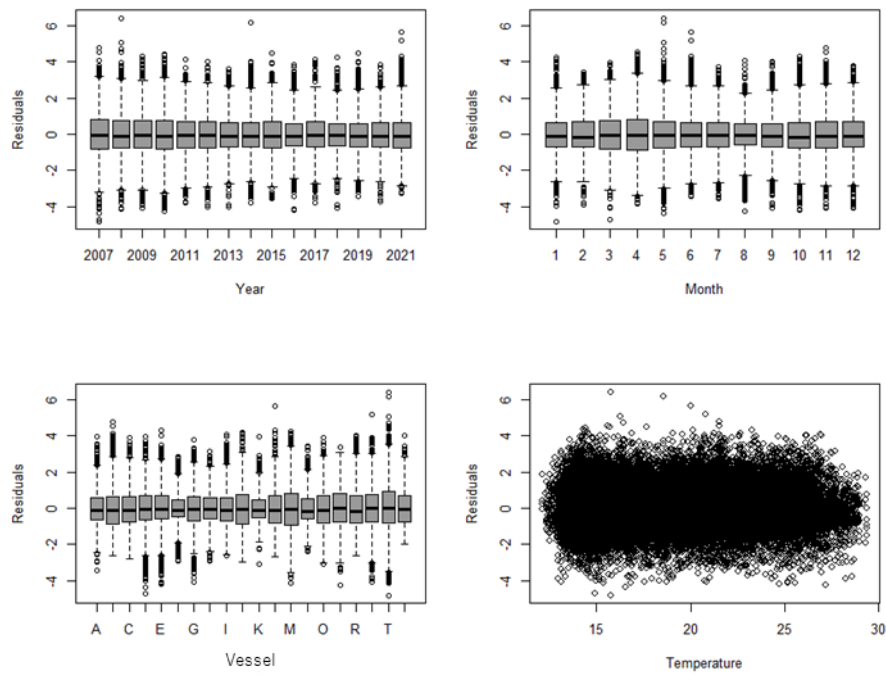 6
4
2
0
-2
-4
Residuals
2007 2009 2011 2013 2015 2017 2019 2021
Year
6
4
2
0
-2
-4
Residuals
1 2 3 4 5 6 7 8 9 10 11 12
Month
6
4
2
0
-2
-4
Residuals
A C E G I K M O R T
Vessel
6
4
2
0
-2
-4
Residuals
15 20 25 30
Temperature